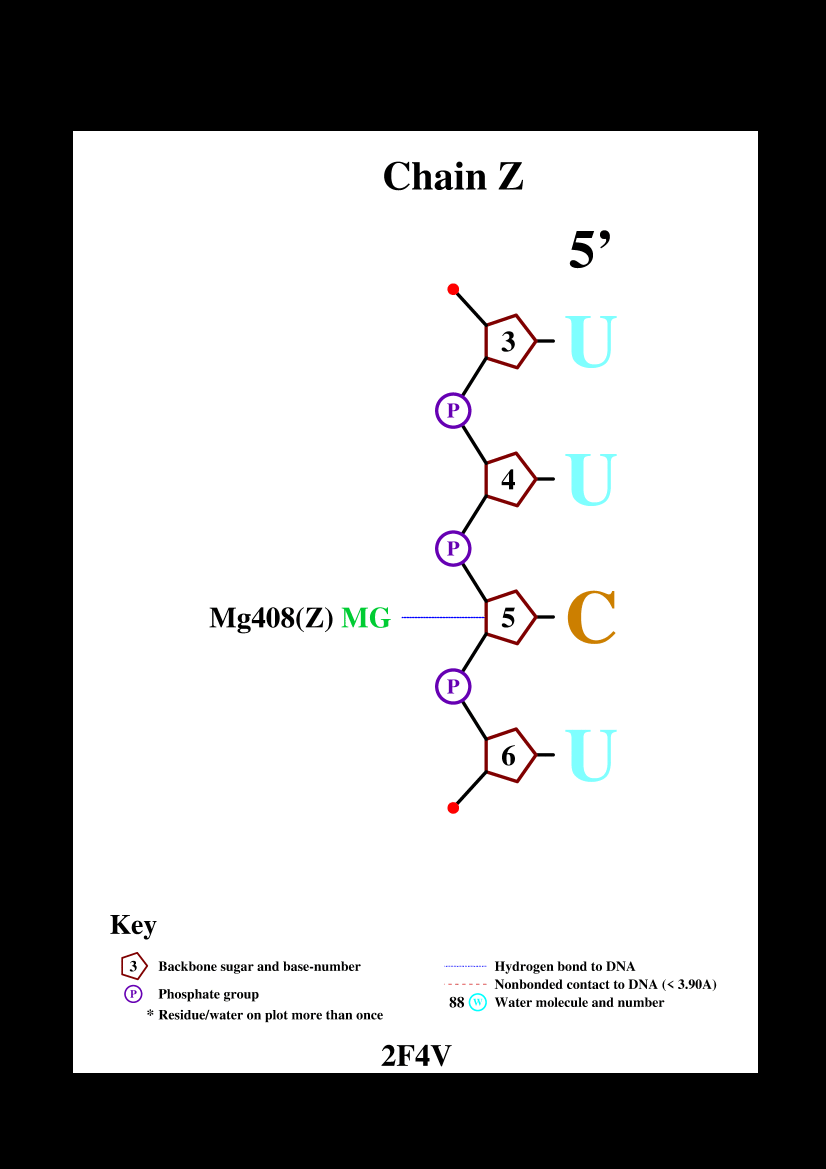 Chain Z
5’
3 U
P
4 U
P
Mg408(Z) MG 5 C
P
6 U
Key
3 Backbone sugar and base-number
P Phosphate group
* Residue/water on plot more than once
Hydrogen bond to DNA
Nonbonded contact to DNA (< 3.90A)
88 W Water molecule and number
2F4V